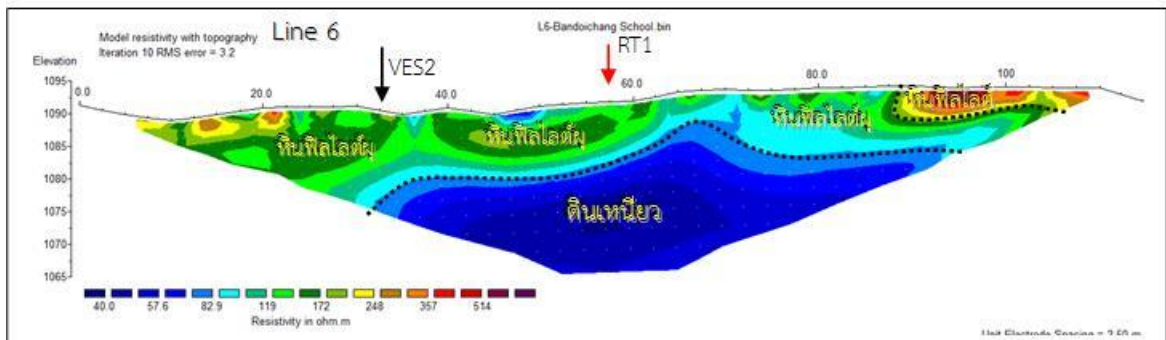 Model resistivity with topography
Line 6
L6-Bandoichang School.bin
Iteration 10 RMS error = 3.2
Elevation
VES2
RT1
1095
1090
1085
1080
1075
1070
1065
0.0 20.0 40.0 60.0 80.0 100
หินฟิลไลต์ผุ
หินฟิลไลต์ผุ
หินฟิลไลต์ผุ
หินฟิลไลต์
ดินเหนียว
40.0 57.6 82.9 119 172 248 357 514
Resistivity in ohm.m
Unit Electrode Spacing = 2.50 m